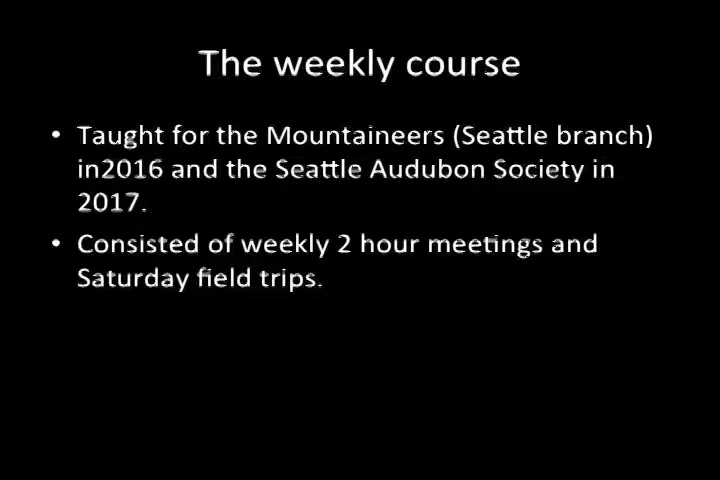 The weekly course
• Taught for the Mountaineers (Seattle branch)
in2016 and the Seattle Audubon Society in
2017.
• Consisted of weekly 2 hour meetings and
Saturday field trips.